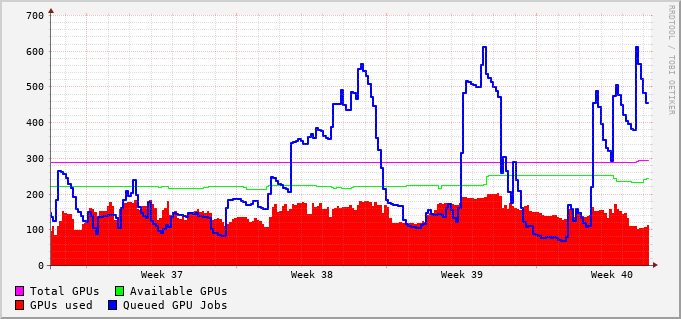 700
600
500
400
300
200
100
0
Week 37 Week 38 Week 39 Week 40
Total GPUs Available GPUs
GPUs used Queued GPU Jobs
RRDTOOL / TOBI OETIKER